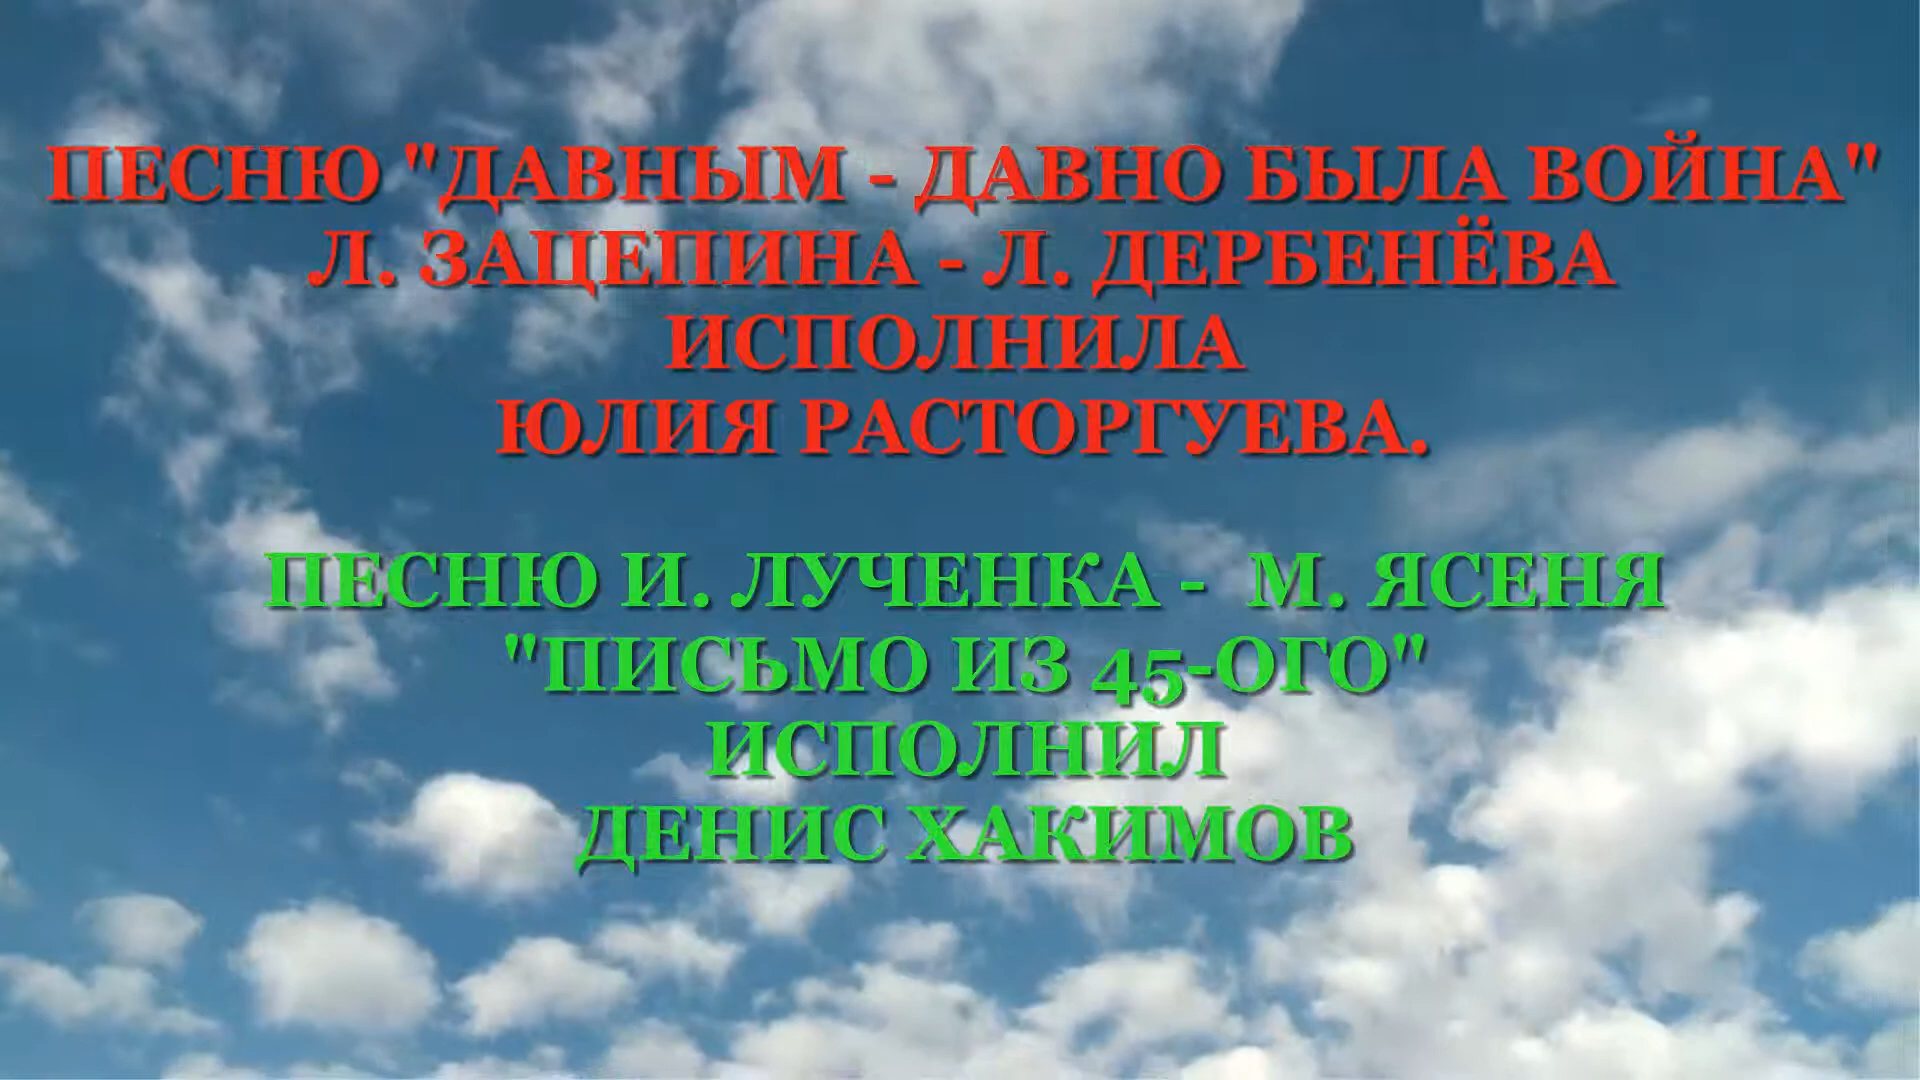 ПЕСНЮ "ДАВНЫМ - ДАВНО БЫЛА ВОЙНА"
Л. ЗАЦЕПИНА - Л. ДЕРБЕНЁВА
ИСПОЛНИЛА
ЮЛИЯ РАСТОРГУЕВА.
ПЕСНЮ И. ЛУЧЕНКА - М. ЯСЕНЯ
"ПИСЬМО ИЗ 45-ОГО"
ИСПОЛНИЛ
ДЕНИС ХАКИМОВ